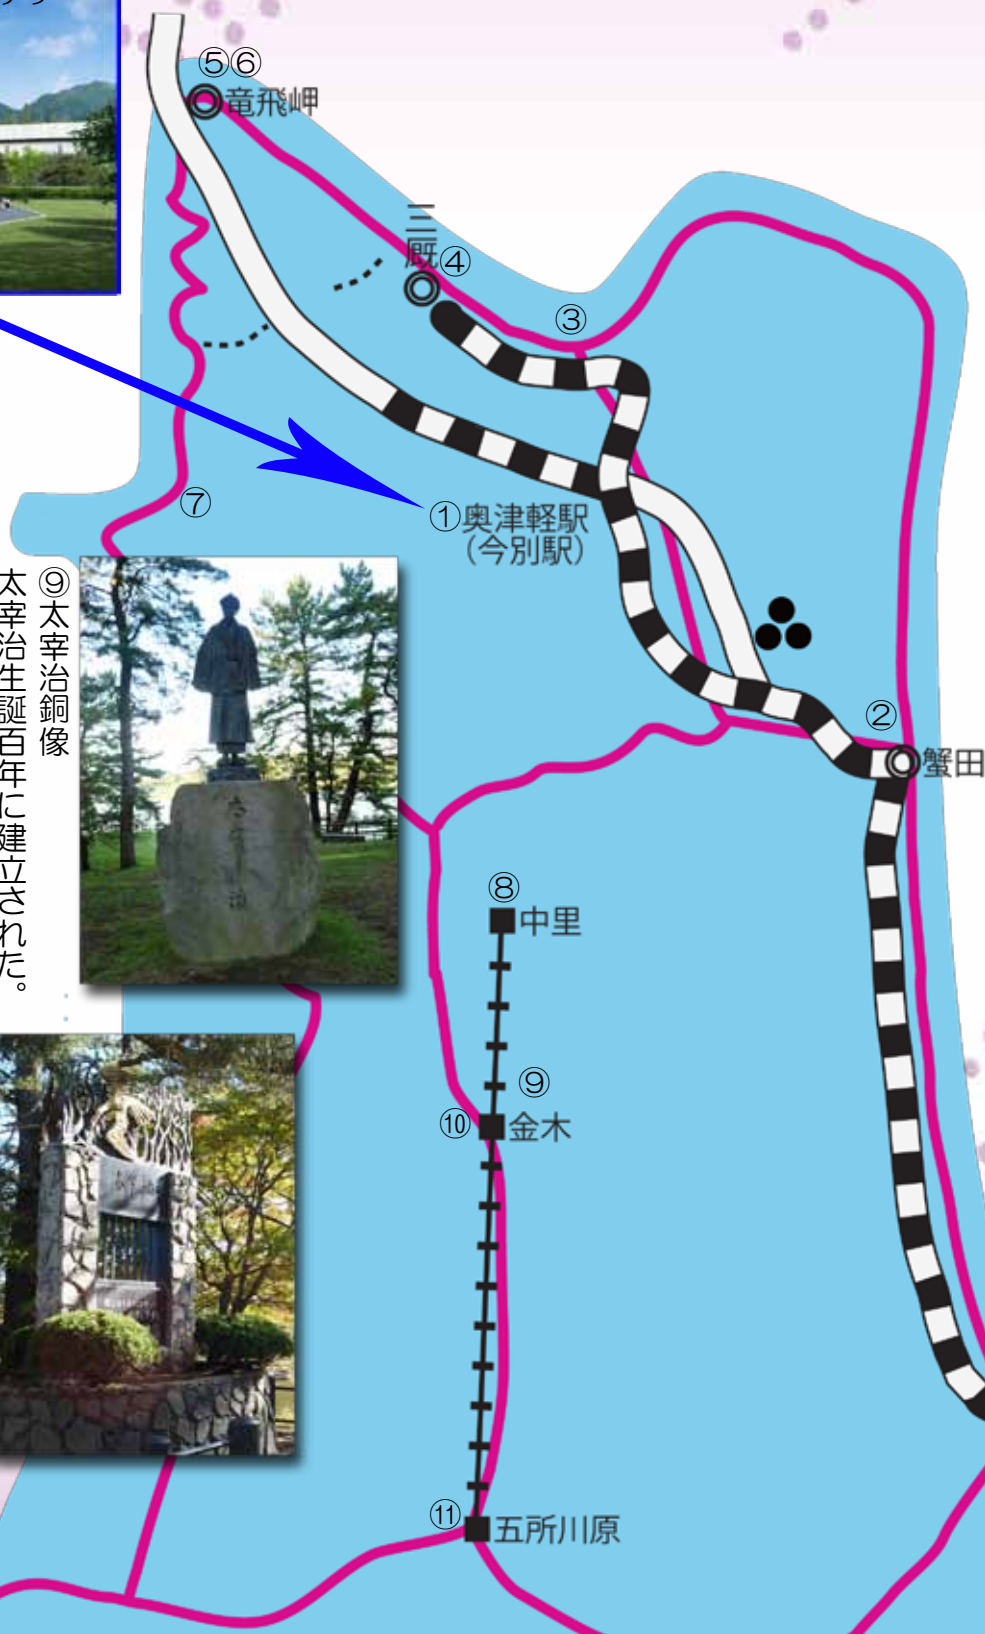 ⑤⑥
竜飛岬
三厩
④
③
①奥津軽駅
(今別駅)
⑦
②
蟹田
⑨太宰治銅像
太宰治生誕百年に建立された。
⑧
中里
⑨
⑩
金木
⑪
五所川原